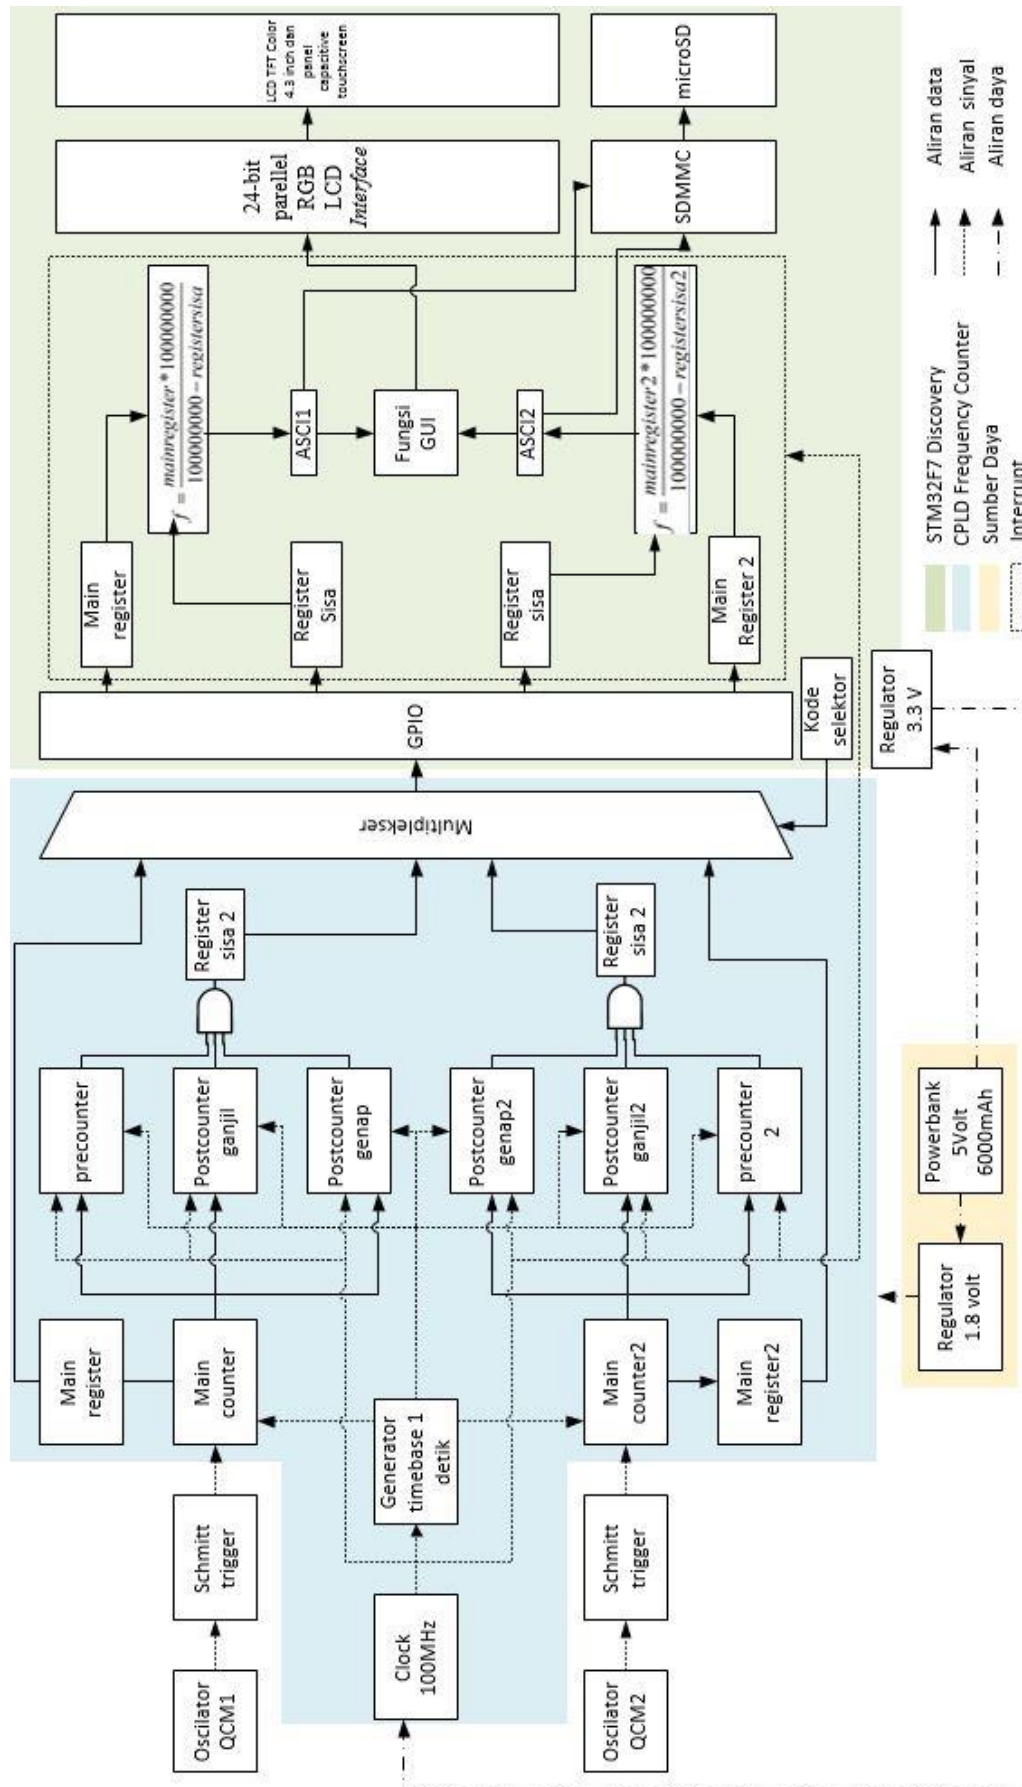 Oscilator
QCM1
Schmitt
trigger
Main
register
Main
counter
Clock
100MHz
Generator
timebase 1
detik
Oscilator
QCM2
Schmitt
trigger
Main
counter2
Main
register2
precounter
Postcounter
ganjil
Postcounter
genap
Postcounter
genap2
Postcounter
ganjil2
precounter
2
Register
sisa 2
Register
sisa 2
Multiplekser
GPIO
Kode
selektor
Main
register
Register
Sisa
Register
sisa
Main
Register 2
f = mainregister*100000000
100000000−registersisa
ASCI1
Fungsi
GUI
ASCI2
f = mainregister2*100000000
100000000−registersisa2
24-bit
parellel
RGB
LCD
Interface
LCD TFT Color
4.3 inch dan
panel
capacitive
touchscreen
SDMMC
microSD
Regulator
1.8 volt
Powerbank
5Volt
6000mAh
Regulator
3.3 V
STM32F7 Discovery
CPLD Frequency Counter
Sumber Daya
Interrupt
Aliran data
Aliran sinyal
Aliran daya